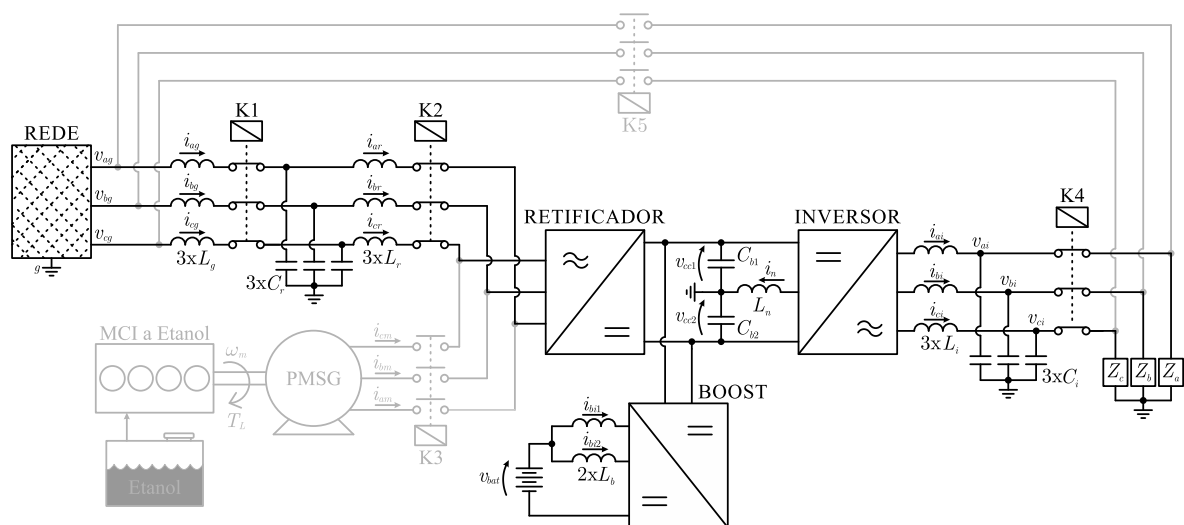 K5
K1
K2
REDE
v_ag
i_ag
i_ar
v_bg
i_bg
i_br
K4
v_cg
i_cg
i_cr
RETIFICADOR
INVERSOR
g
3xL_g
3xL_r
3xC_r
v_cc1
C_b1
i_n
L_n
v_cc2
C_b2
i_ai
v_ai
i_bi
v_bi
i_ci
v_ci
3xL_i
3xC_i
Z_c
Z_b
Z_a
MCI a Etanol
ω_m
T_L
PMSG
i_cm
i_bm
i_am
K3
BOOST
i_bi1
i_bi2
v_bat
2xL_b
Etanol